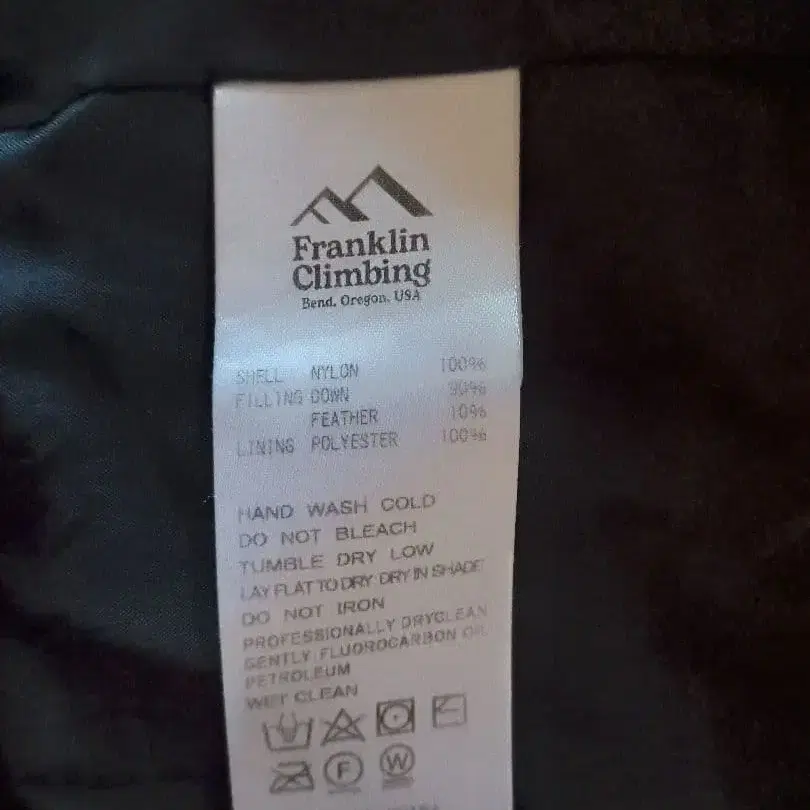 Franklin
Climbing
Bend, Oregon, USA
SHELL NYLON 100%
FILLING DOWN 90%
FEATHER 10%
LINING POLYESTER 100%
HAND WASH COLD
DO NOT BLEACH
TUMBLE DRY LOW
LAY FLAT TO DRY DRY IN SHADE
DO NOT IRON
PROFESSIONALLY DRYCLEAN
GENTLY FLUOROCARBON OR
PETROLEUM
WET CLEAN
F W